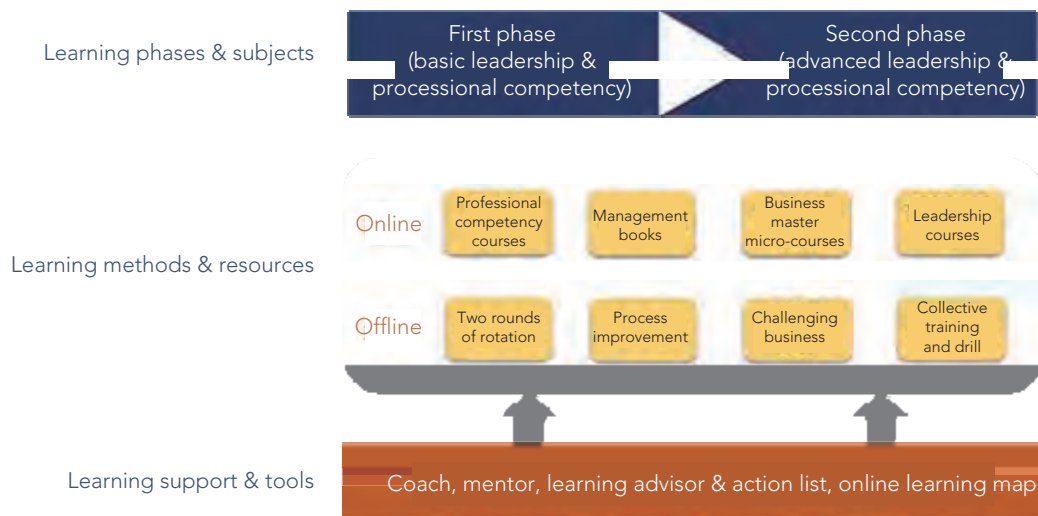 Learning phases & subjects
First phase
(basic leadership &
processional competency)
Second phase
(advanced leadership &
processional competency)
Online
Professional
competency
courses
Management
books
Business
master
micro-courses
Leadership
courses
Learning methods & resources
Offline
Two rounds
of rotation
Process
improvement
Challenging
business
Collective
training
and drill
Learning support & tools
Coach, mentor, learning advisor & action list, online learning map